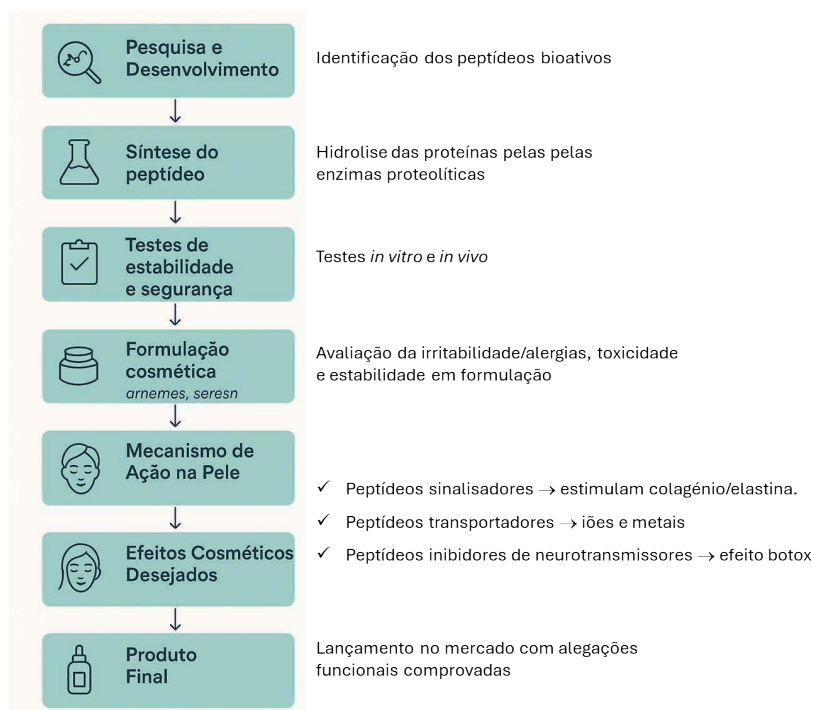 Pesquisa e
Desenvolvimento
Identificação dos peptídeos bioativos
Síntese do
peptídeo
Hidrolise das proteínas pelas pelas
enzimas proteolíticas
Testes de
estabilidade
e segurança
Testes in vitro e in vivo
Formulação
cosmética
arnemes, seresn
Avaliação da irritabilidade/alergias, toxicidade
e estabilidade em formulação
Mecanismo de
Ação na Pele
✓ Peptídeos sinalisadores → estimulam colagénio/elastina.
✓ Peptídeos transportadores → iões e metais
✓ Peptídeos inibidores de neurotransmissores → efeito botox
Efeitos Cosméticos
Desejados
Produto
Final
Lançamento no mercado com alegações
funcionais comprovadas